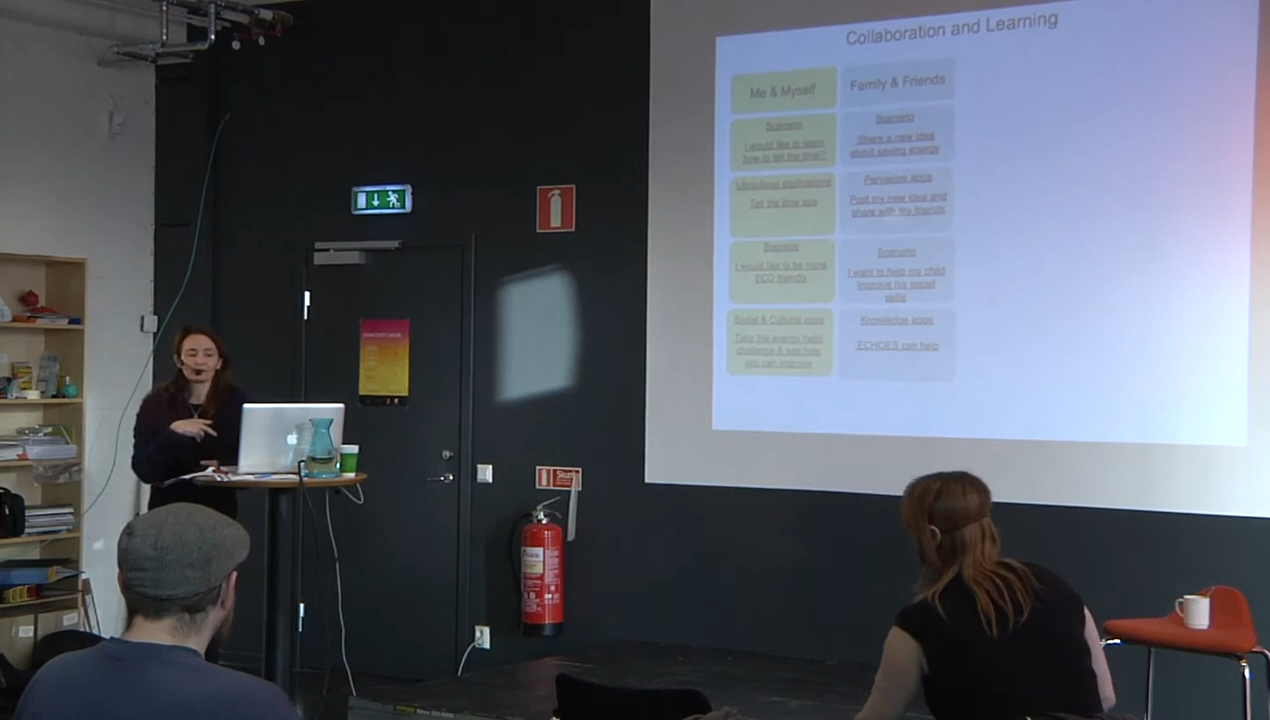 Collaboration and Learning
Me & Myself
Scenario
I would like to learn
how to tell the time?
Ubiquitous applications
Tell the time app
Scenario
I would like to be more
ECO friendly
Social & Cultural apps
Take the energy habit
challenge & see how
you can improve
Family & Friends
Scenario
Share a new idea
about saving energy
Pervasive apps
Post my new idea and
share with my friends
Scenario
I want to help my child
improve his social
skills
Knowledge apps
ECHOES can help
Skum